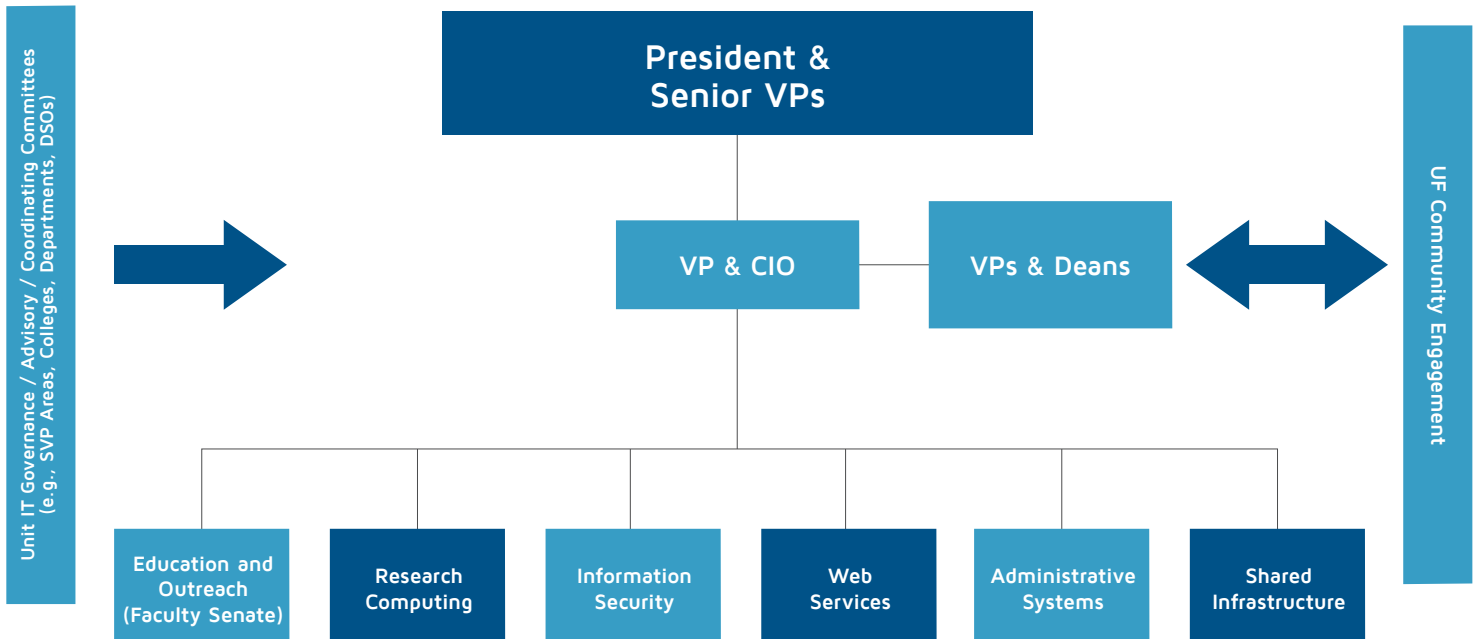 Unit IT Governance / Advisory / Coordinating Committees
(e.g., SVP Areas, Colleges, Departments, DSOs)
President &
Senior VPs
VP & CIO
VPs & Deans
UF Community Engagement
Education and
Outreach
(Faculty Senate)
Research
Computing
Information
Security
Web
Services
Administrative
Systems
Shared
Infrastructure